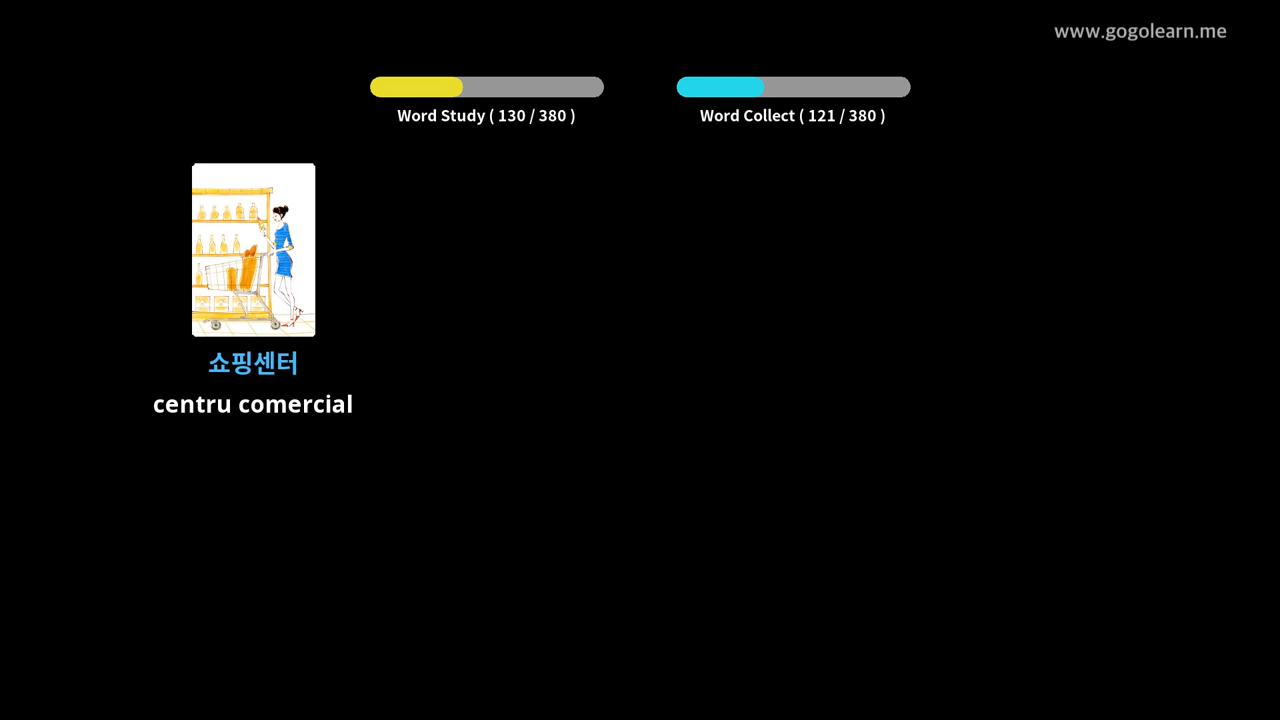 www.gogolearn.me
Word Study ( 130 / 380 )
Word Collect ( 121 / 380 )
쇼핑센터
centru comercial